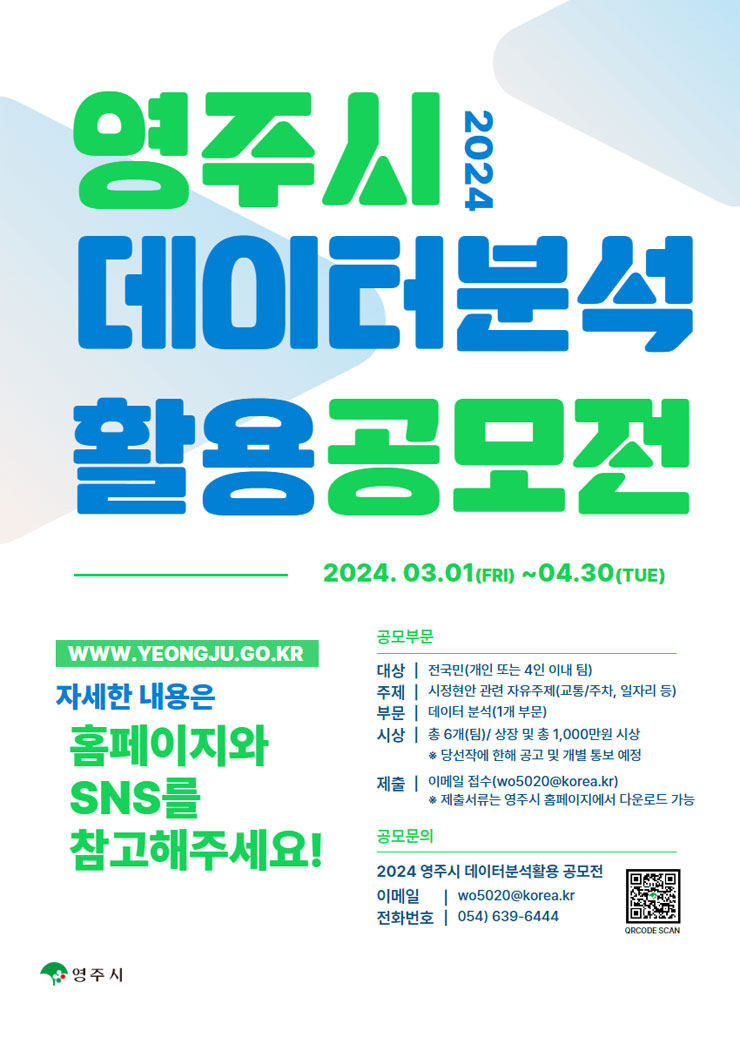 영주시 2024
데이터분석
활용공모전
2024. 03.01(FRI) ~04.30(TUE)
WWW.YEONGJU.GO.KR
자세한 내용은
홈페이지와
SNS를
참고해주세요!
공모부문
대상 | 전국민(개인 또는 4인 이내 팀)
주제 | 시정현안 관련 자유주제(교통/주차, 일자리 등)
부문 | 데이터 분석(1개 부문)
시상 | 총 6개(팀)/ 상장 및 총 1,000만원 시상
※ 당선작에 한해 공고 및 개별 통보 예정
제출 | 이메일 접수(wo5020@korea.kr)
※ 제출서류는 영주시 홈페이지에서 다운로드 가능
공모문의
2024 영주시 데이터분석활용 공모전
이메일 | wo5020@korea.kr
전화번호 | 054) 639-6444
QRCODE SCAN
영주시